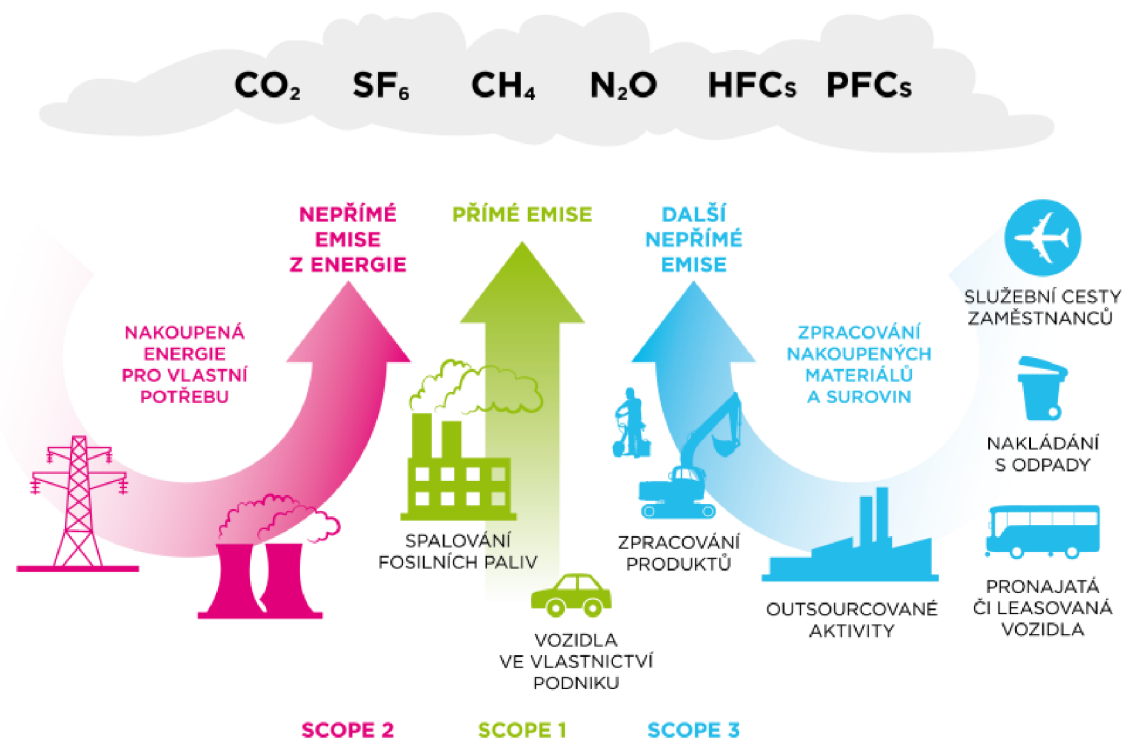 CO₂ SF₆ CH₄ N₂O HFCs PFCs
NEPŘÍMÉ
EMISE
Z ENERGIE
PŘÍMÉ EMISE
DALŠÍ
NEPŘÍMÉ
EMISE
NAKOUPENÁ
ENERGIE
PRO VLASTNÍ
POTŘEBU
SPALOVÁNÍ
FOSILNÍCH PALIV
VOZIDLA
VE VLASTNICTVÍ
PODNIKU
ZPRACOVÁNÍ
NAKOUPENÝCH
MATERIÁLŮ
A SUROVIN
ZPRACOVÁNÍ
PRODUKTŮ
OUTSOURCOVANÉ
AKTIVITY
SLUŽEBNÍ CESTY
ZAMĚSTNANCŮ
NAKLÁDÁNÍ
S ODPADY
PRONAJATÁ
ČI LEASOVANÁ
VOZIDLA
SCOPE 2 SCOPE 1 SCOPE 3